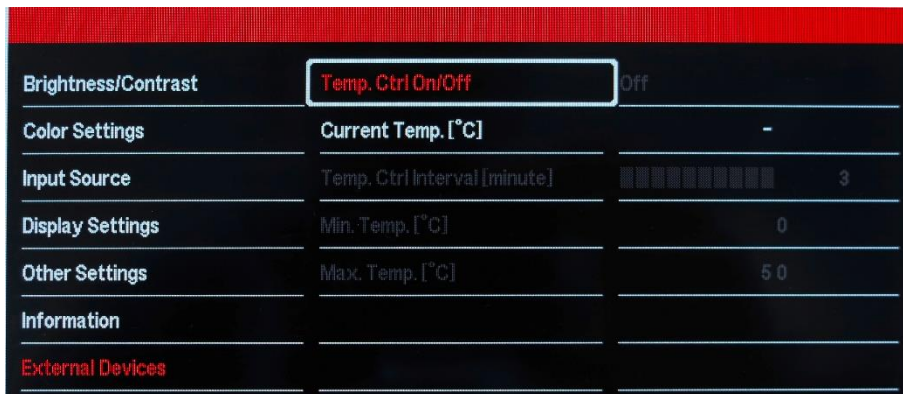 Brightness/Contrast Temp. Ctrl On/Off Off
Color Settings Current Temp. [°C] -
Input Source Temp. Ctrl Interval [minute] 3
Display Settings Min. Temp. [°C] 0
Other Settings Max. Temp. [°C] 50
Information
External Devices